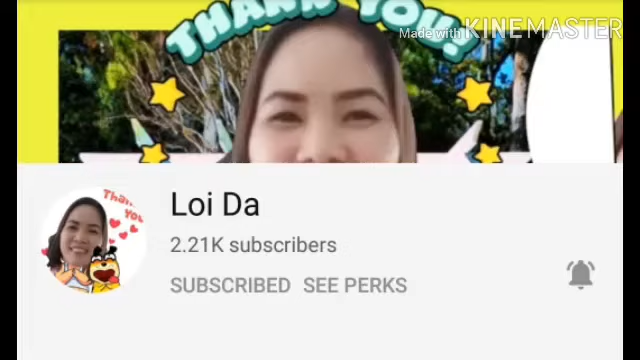 THANK YOU!
Made with KINEMASTER
Thank
You
Loi Da
2.21K subscribers
SUBSCRIBED SEE PERKS